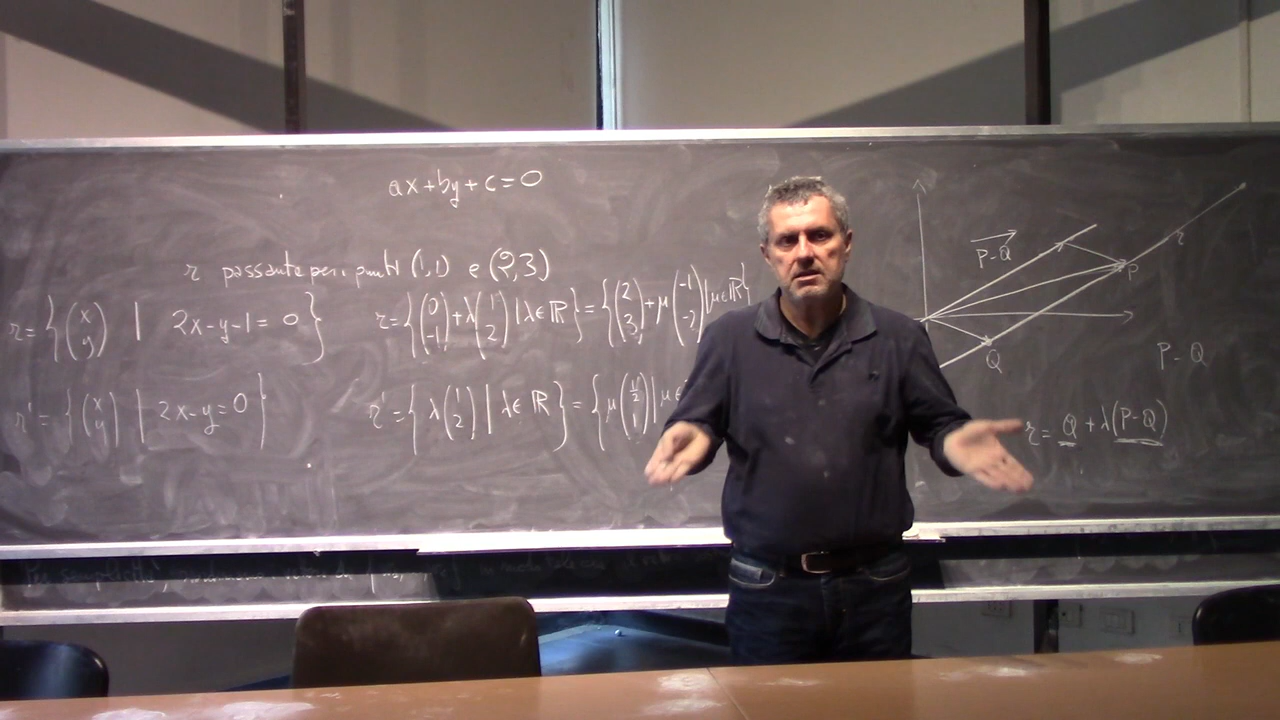 ax+by+c=0
r passante per i punti (1,1) e (2,3)
r = { (x y) | 2x-y-1=0 }
r = { (0 -1) + λ (1 2) | λ∈ℝ } = { (2 3) + μ (-1 -2) | μ∈ℝ }
r' = { (x y) | 2x-y=0 }
r' = { λ (1 2) | λ∈ℝ } = { μ (1/2 1) | μ∈
P-Q
r
P
Q
P-Q
r = Q + λ(P-Q)